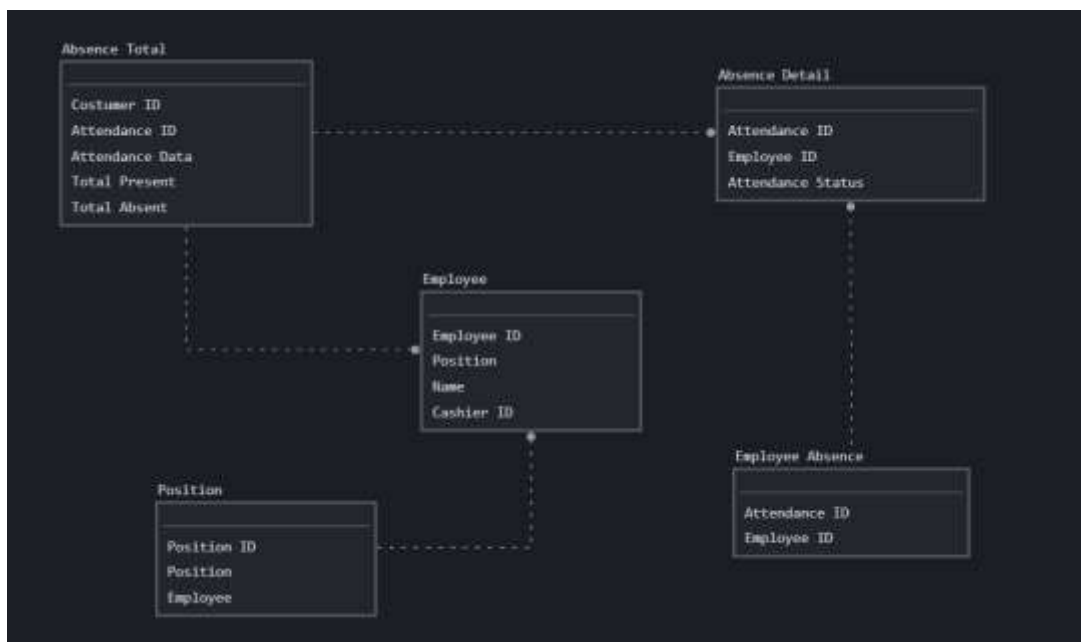 Absence Total
Costumer ID
Attendance ID
Attendance Data
Total Present
Total Absent
Absence Detail
Attendance ID
Employee ID
Attendance Status
Employee
Employee ID
Position
Name
Cashier ID
Position
Position ID
Position
Employee
Employee Absence
Attendance ID
Employee ID